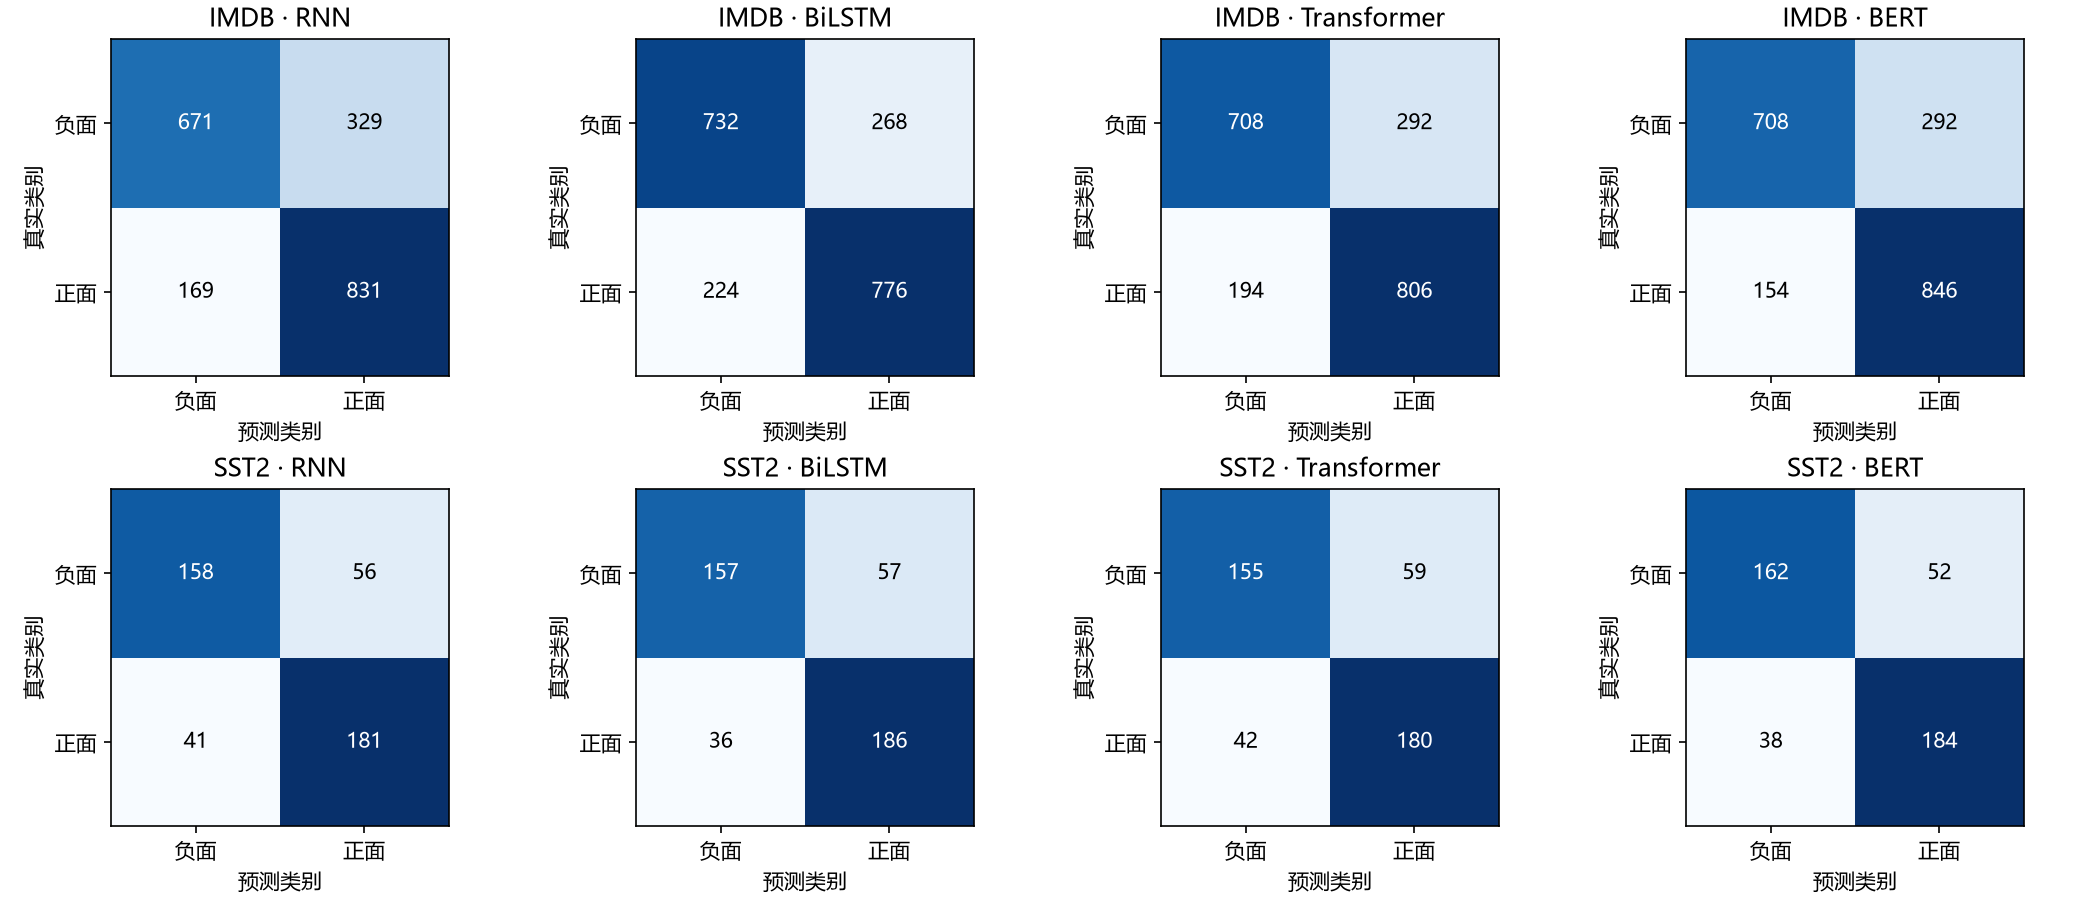 IMDB · RNN
负面
671
329
真实类别
正面
169
831
负面
正面
预测类别
IMDB · BiLSTM
负面
732
268
真实类别
正面
224
776
负面
正面
预测类别
IMDB · Transformer
负面
708
292
真实类别
正面
194
806
负面
正面
预测类别
IMDB · BERT
负面
708
292
真实类别
正面
154
846
负面
正面
预测类别
SST2 · RNN
负面
158
56
真实类别
正面
41
181
负面
正面
预测类别
SST2 · BiLSTM
负面
157
57
真实类别
正面
36
186
负面
正面
预测类别
SST2 · Transformer
负面
155
59
真实类别
正面
42
180
负面
正面
预测类别
SST2 · BERT
负面
162
52
真实类别
正面
38
184
负面
正面
预测类别